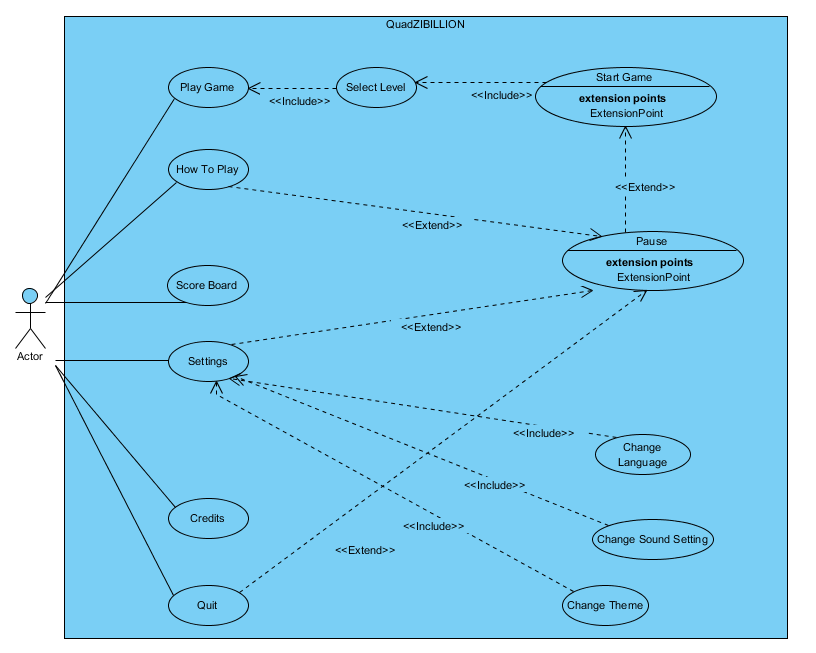 QuadZIBILLION
Play Game
<<Include>>
Select Level
<<Include>>
Start Game
extension points
ExtensionPoint
How To Play
<<Extend>>
<<Extend>>
Pause
extension points
ExtensionPoint
Score Board
Actor
Settings
<<Extend>>
<<Include>>
Change
Language
<<Include>>
Credits
<<Include>>
Change Sound Setting
<<Extend>>
Quit
Change Theme